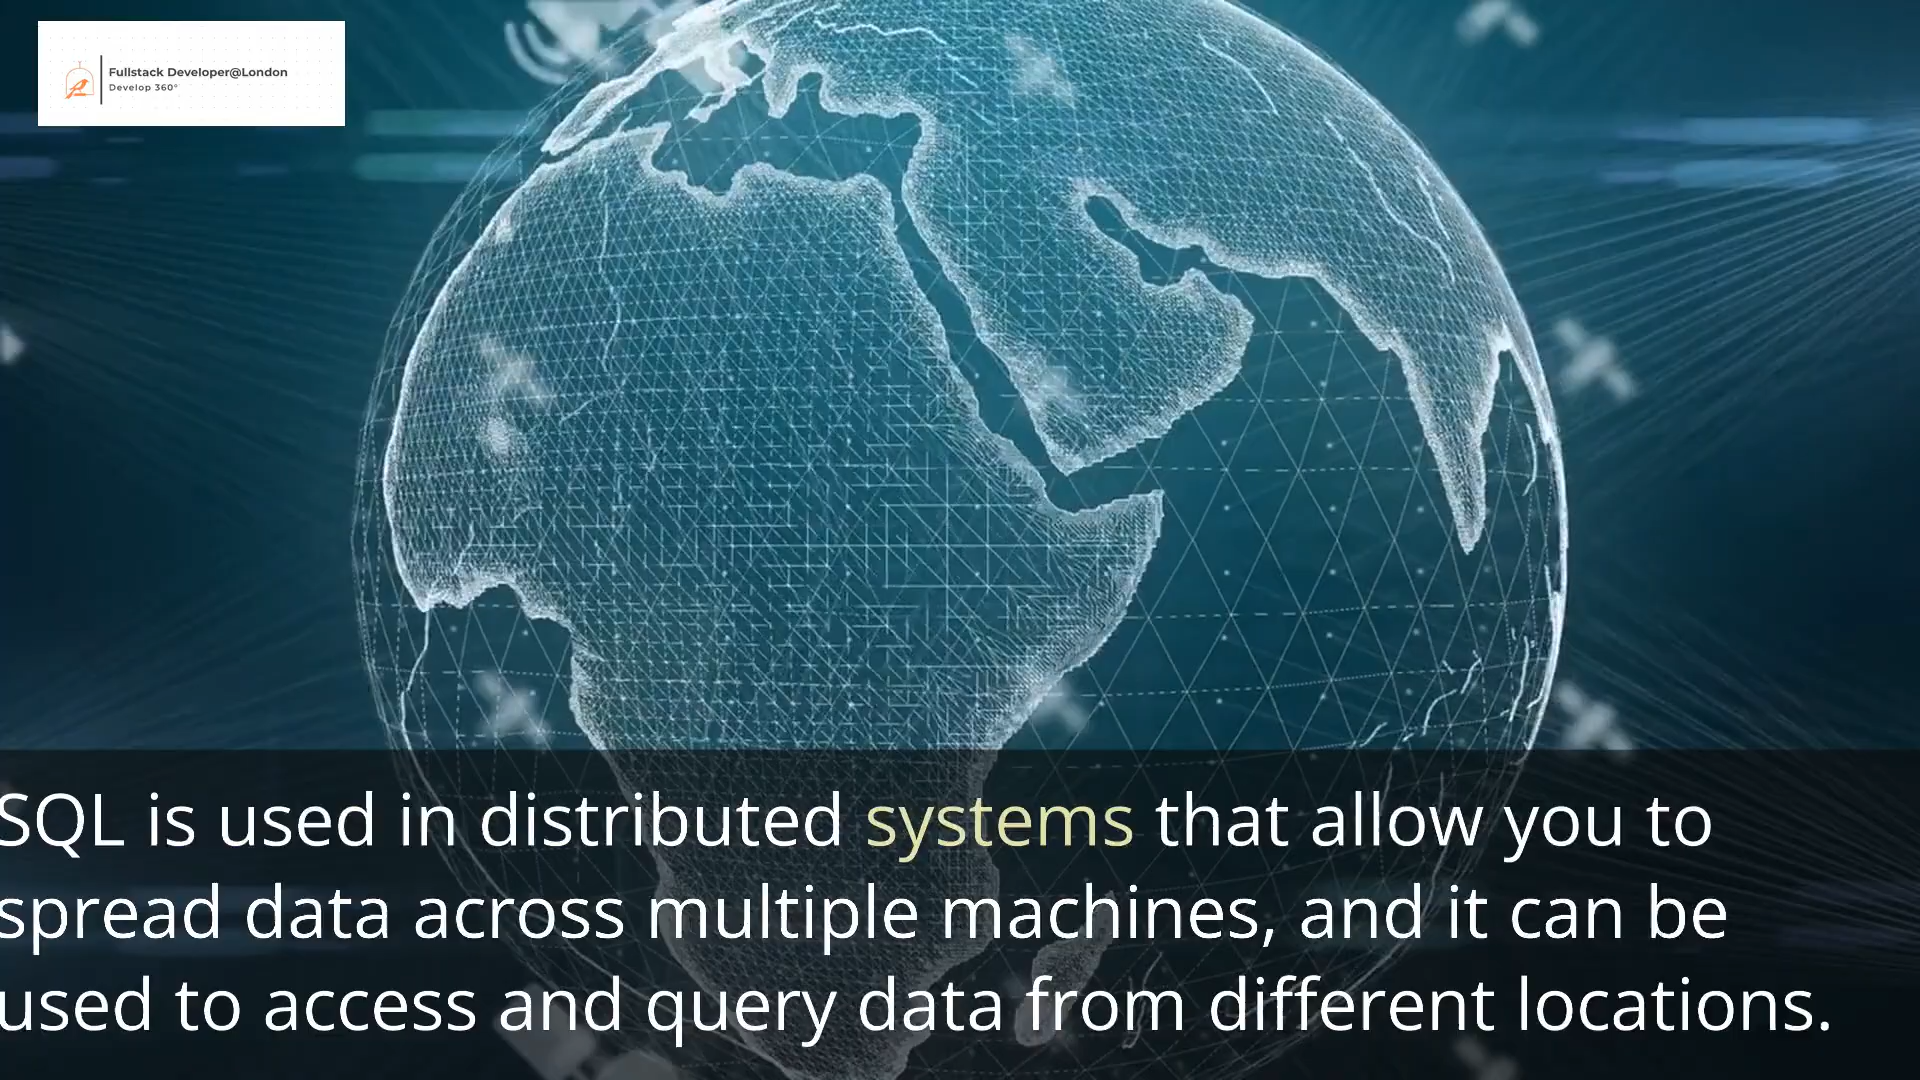 Fullstack Developer@London
Develop 360°
SQL is used in distributed systems that allow you to
spread data across multiple machines, and it can be
used to access and query data from different locations.